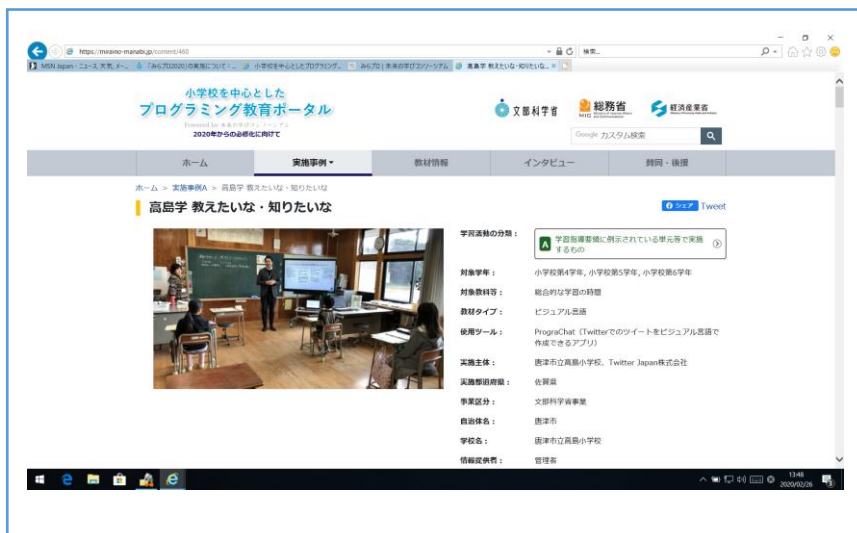 https://miraino-manabi.jp/content/460
検索...
MSN Japan - ニュース, 天気, メー...
「みらプロ2020」の実施について：...
小学校を中心としたプログラミング...
みらプロ | 未来の学びコンソーシアム
高島学 教えたいな・知りたいな...
小学校を中心とした
プログラミング教育ポータル
Powered by 未来の学びコンソーシアム
2020年からの必修化に向けて
文部科学省
MIC 総務省
経済産業省
Google カスタム検索
ホーム
実施事例
教材情報
インタビュー
賛同・後援
ホーム > 実施事例A > 高島学 教えたいな・知りたいな
高島学 教えたいな・知りたいな
シェア Tweet
学習活動の分類：
A 学習指導要領に例示されている単元等で実施
するもの
対象学年： 小学校第4学年, 小学校第5学年, 小学校第6学年
対象教科等： 総合的な学習の時間
教材タイプ： ビジュアル言語
使用ツール： PrograChat（Twitterでのツイートをビジュアル言語で
作成できるアプリ）
実施主体： 唐津市立高島小学校、Twitter Japan株式会社
実施都道府県： 佐賀県
事業区分： 文部科学省事業
自治体名： 唐津市
学校名： 唐津市立高島小学校
情報提供者： 管理者
13:48
2020/02/26